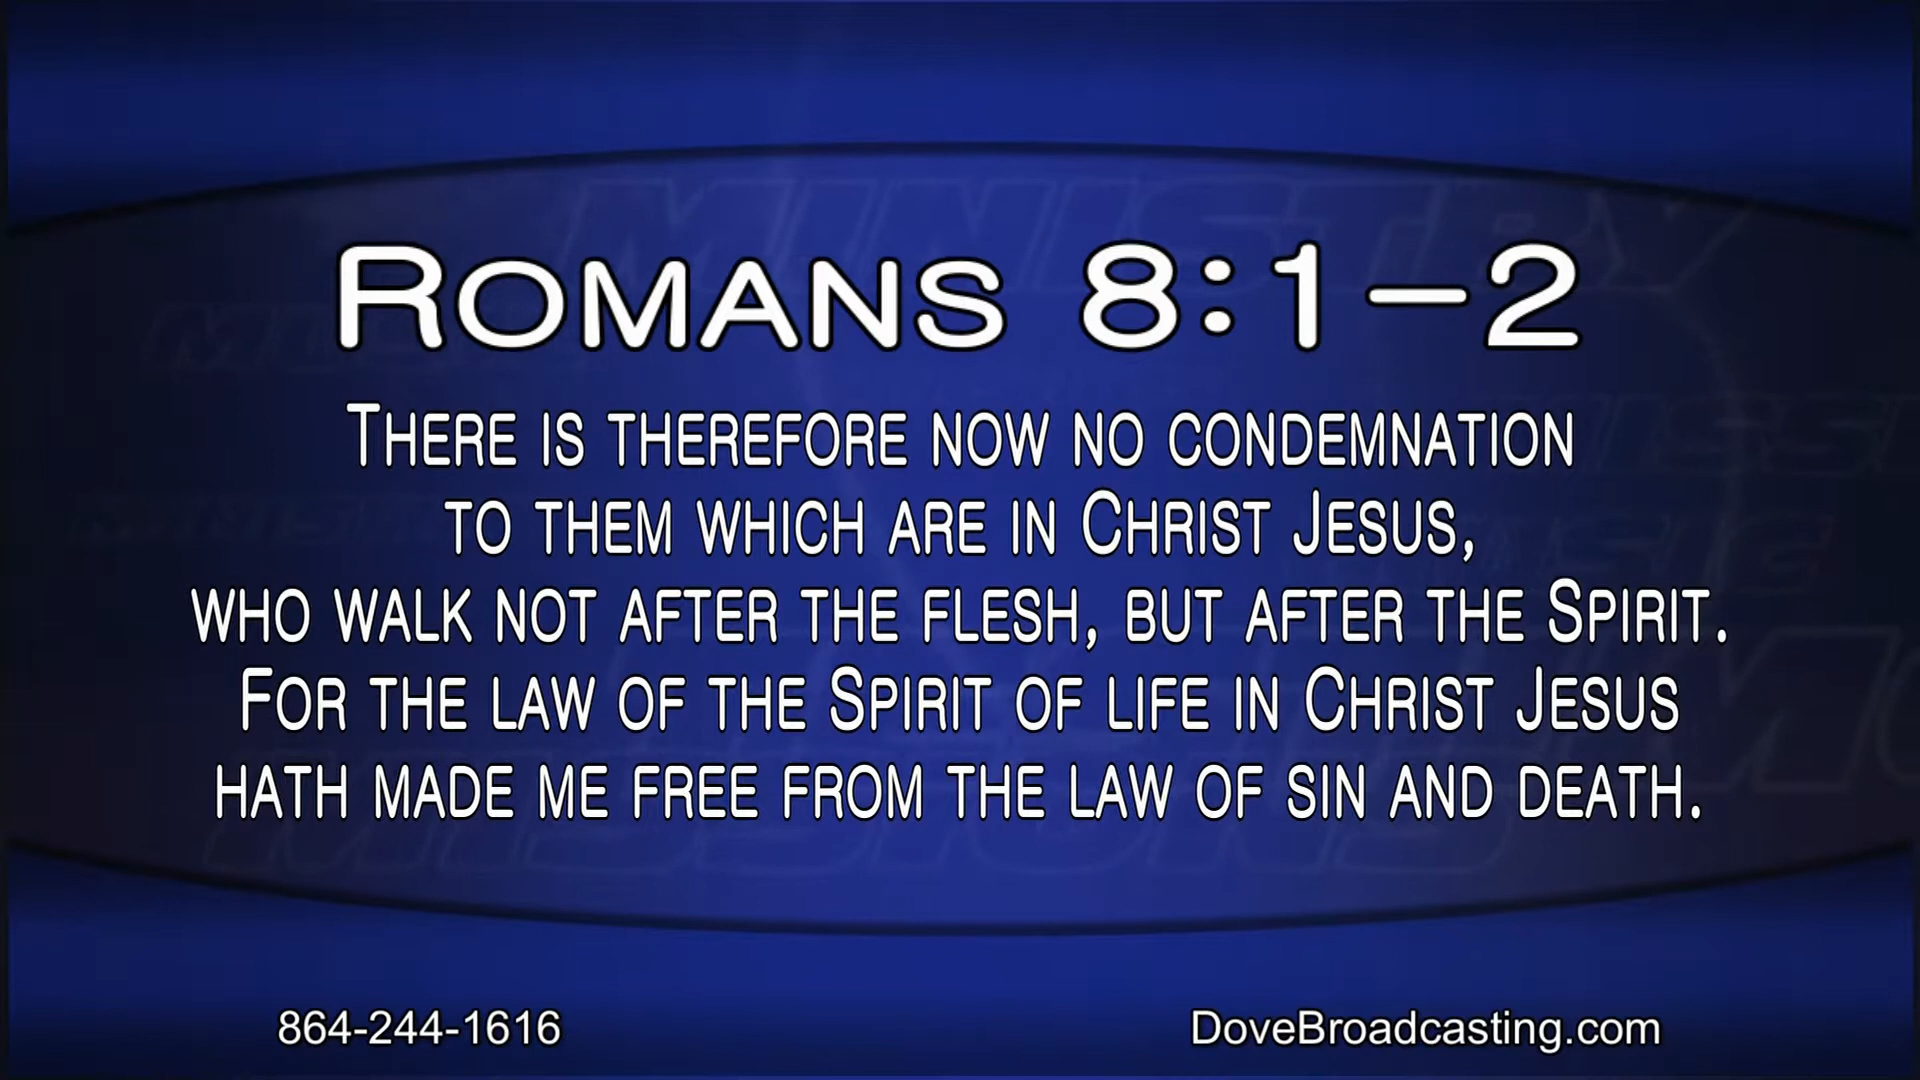 Romans 8:1-2
There is therefore now no condemnation
to them which are in Christ Jesus,
who walk not after the flesh, but after the Spirit.
For the law of the Spirit of life in Christ Jesus
hath made me free from the law of sin and death.
864-244-1616
DoveBroadcasting.com